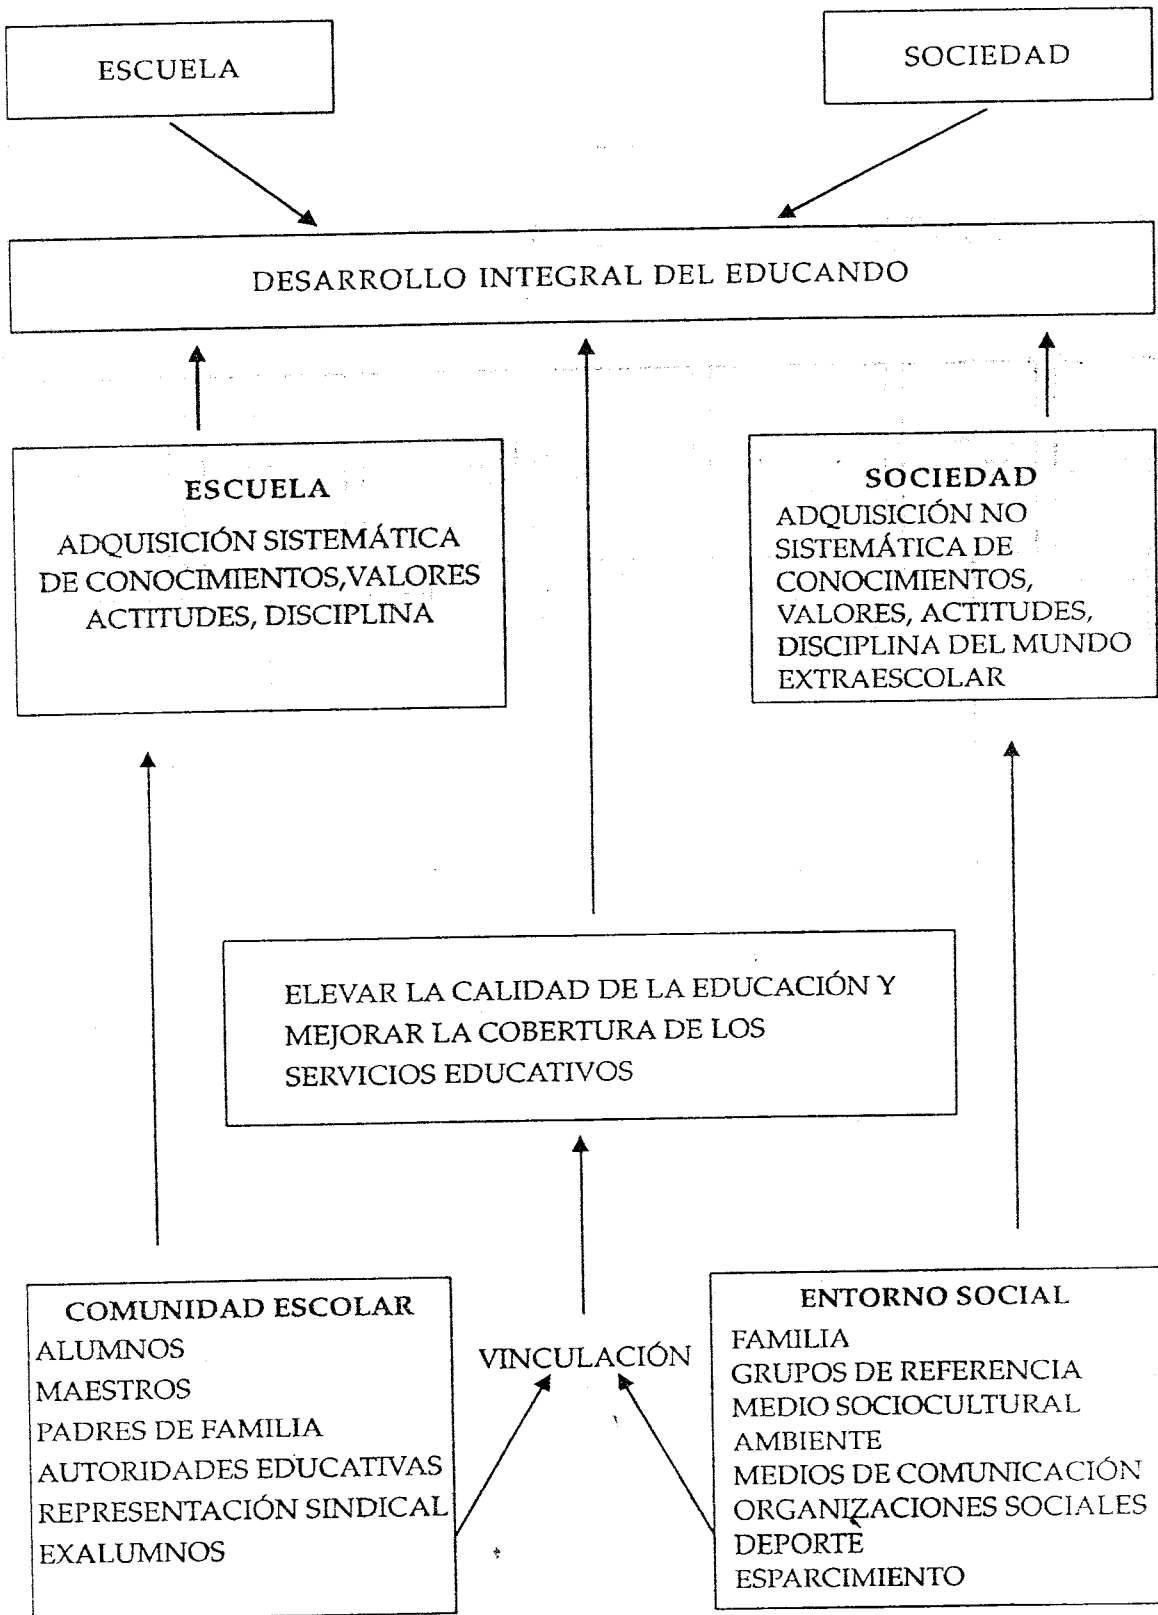 ESCUELA
SOCIEDAD
DESARROLLO INTEGRAL DEL EDUCANDO
ESCUELA
ADQUISICIÓN SISTEMÁTICA
DE CONOCIMIENTOS,VALORES
ACTITUDES, DISCIPLINA
SOCIEDAD
ADQUISICIÓN NO
SISTEMÁTICA DE
CONOCIMIENTOS,
VALORES, ACTITUDES,
DISCIPLINA DEL MUNDO
EXTRAESCOLAR
ELEVAR LA CALIDAD DE LA EDUCACIÓN Y
MEJORAR LA COBERTURA DE LOS
SERVICIOS EDUCATIVOS
COMUNIDAD ESCOLAR
ALUMNOS
MAESTROS
PADRES DE FAMILIA
AUTORIDADES EDUCATIVAS
REPRESENTACIÓN SINDICAL
EXALUMNOS
VINCULACIÓN
ENTORNO SOCIAL
FAMILIA
GRUPOS DE REFERENCIA
MEDIO SOCIOCULTURAL
AMBIENTE
MEDIOS DE COMUNICACIÓN
ORGANIZACIONES SOCIALES
DEPORTE
ESPARCIMIENTO